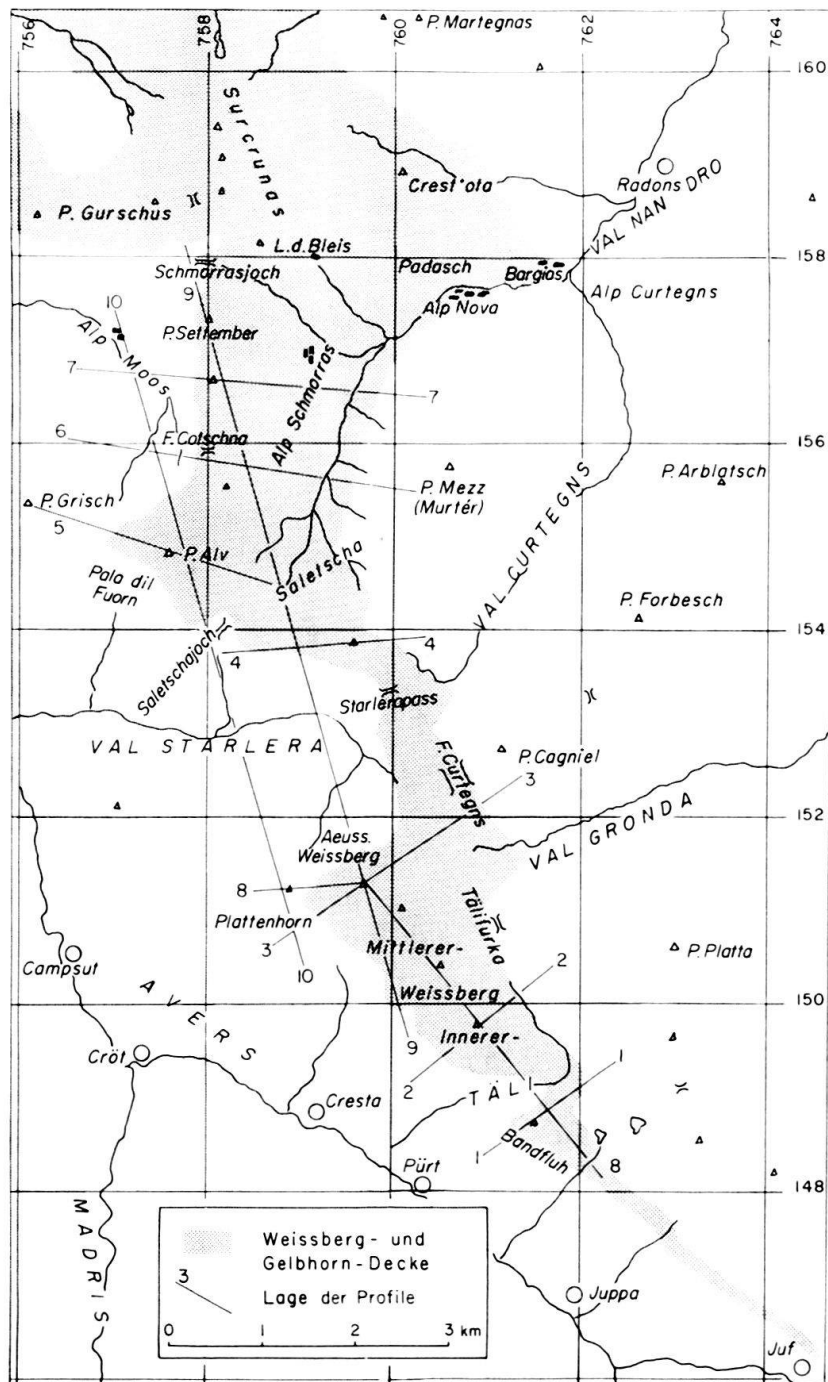 756
758
760
762
764
P. Martegnas
160
Surcrunas
Crest'ota
Radons
VAL NANDRO
P. Gurschus
L.d.Bleis
158
Schmorrasjoch
Padasch
Bargias
10
9
Alp Nova
Alp Curtegns
Alp Moos
P.Settember
7
7
Alp Schmorras
6
F.Cotschna
156
P. Grisch
P. Mezz
(Murtér)
P. Arblatsch
5
P.Alv
VAL CURTEGNS
Saletscha
Pala dil
Fuorn
P. Forbesch
Saletschajoch
4
4
154
Starlerapass
VAL STARLERA
F.Curtegns
P.Cagniel
3
152
VAL GRONDA
Aeuss.
Weissberg
8
Plattenhorn
Tälifurka
3
10
Mittlerer-
2
P. Platta
Campsut
Weissberg
150
AVERS
Innerer-
9
Cröt
2
TÄLI
1
Cresta
1
Bandfluh
8
Pürt
148
MADRIS
Weissberg- und
Gelbhorn-Decke
3
Lage der Profile
0
1
2
3 km
Juppa
Juf